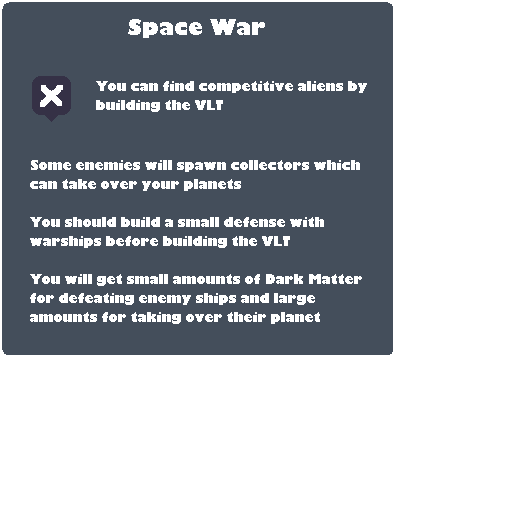 Space War
You can find competitive aliens by
building the VLT
Some enemies will spawn collectors which
can take over your planets
You should build a small defense with
warships before building the VLT
You will get small amounts of Dark Matter
for defeating enemy ships and large
amounts for taking over their planet